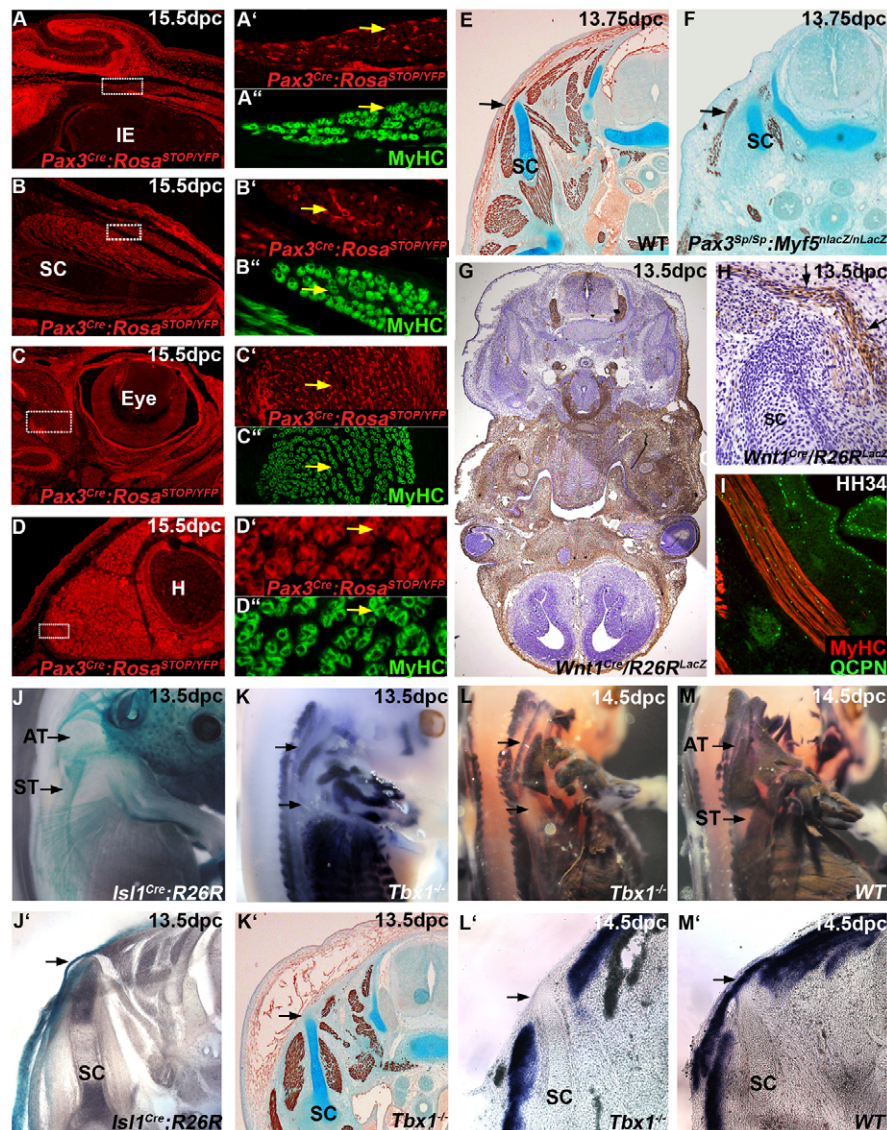 A 15.5dpc
IE
Pax3Cre:RosaSTOP/YFP
A'
Pax3Cre:RosaSTOP/YFP
A"
MyHC
B 15.5dpc
SC
Pax3Cre:RosaSTOP/YFP
B'
Pax3Cre:RosaSTOP/YFP
B"
MyHC
C 15.5dpc
Eye
Pax3Cre:RosaSTOP/YFP
C'
Pax3Cre:RosaSTOP/YFP
C"
MyHC
D 15.5dpc
H
Pax3Cre:RosaSTOP/YFP
D'
Pax3Cre:RosaSTOP/YFP
D"
MyHC
E 13.75dpc
SC
WT
F 13.75dpc
SC
Pax3Sp/Sp:Myf5nlacZ/nLacZ
G 13.5dpc
Wnt1Cre/R26RLacZ
H 13.5dpc
SC
Wnt1Cre/R26RLacZ
I HH34
MyHC
QCPN
J 13.5dpc
AT
ST
Isl1Cre;R26R
K 13.5dpc
Tbx1-/-
L 14.5dpc
Tbx1-/-
M 14.5dpc
AT
ST
WT
J' 13.5dpc
SC
Isl1Cre:R26R
K' 13.5dpc
SC
Tbx1-/-
L' 14.5dpc
SC
Tbx1-/-
M' 14.5dpc
SC
WT